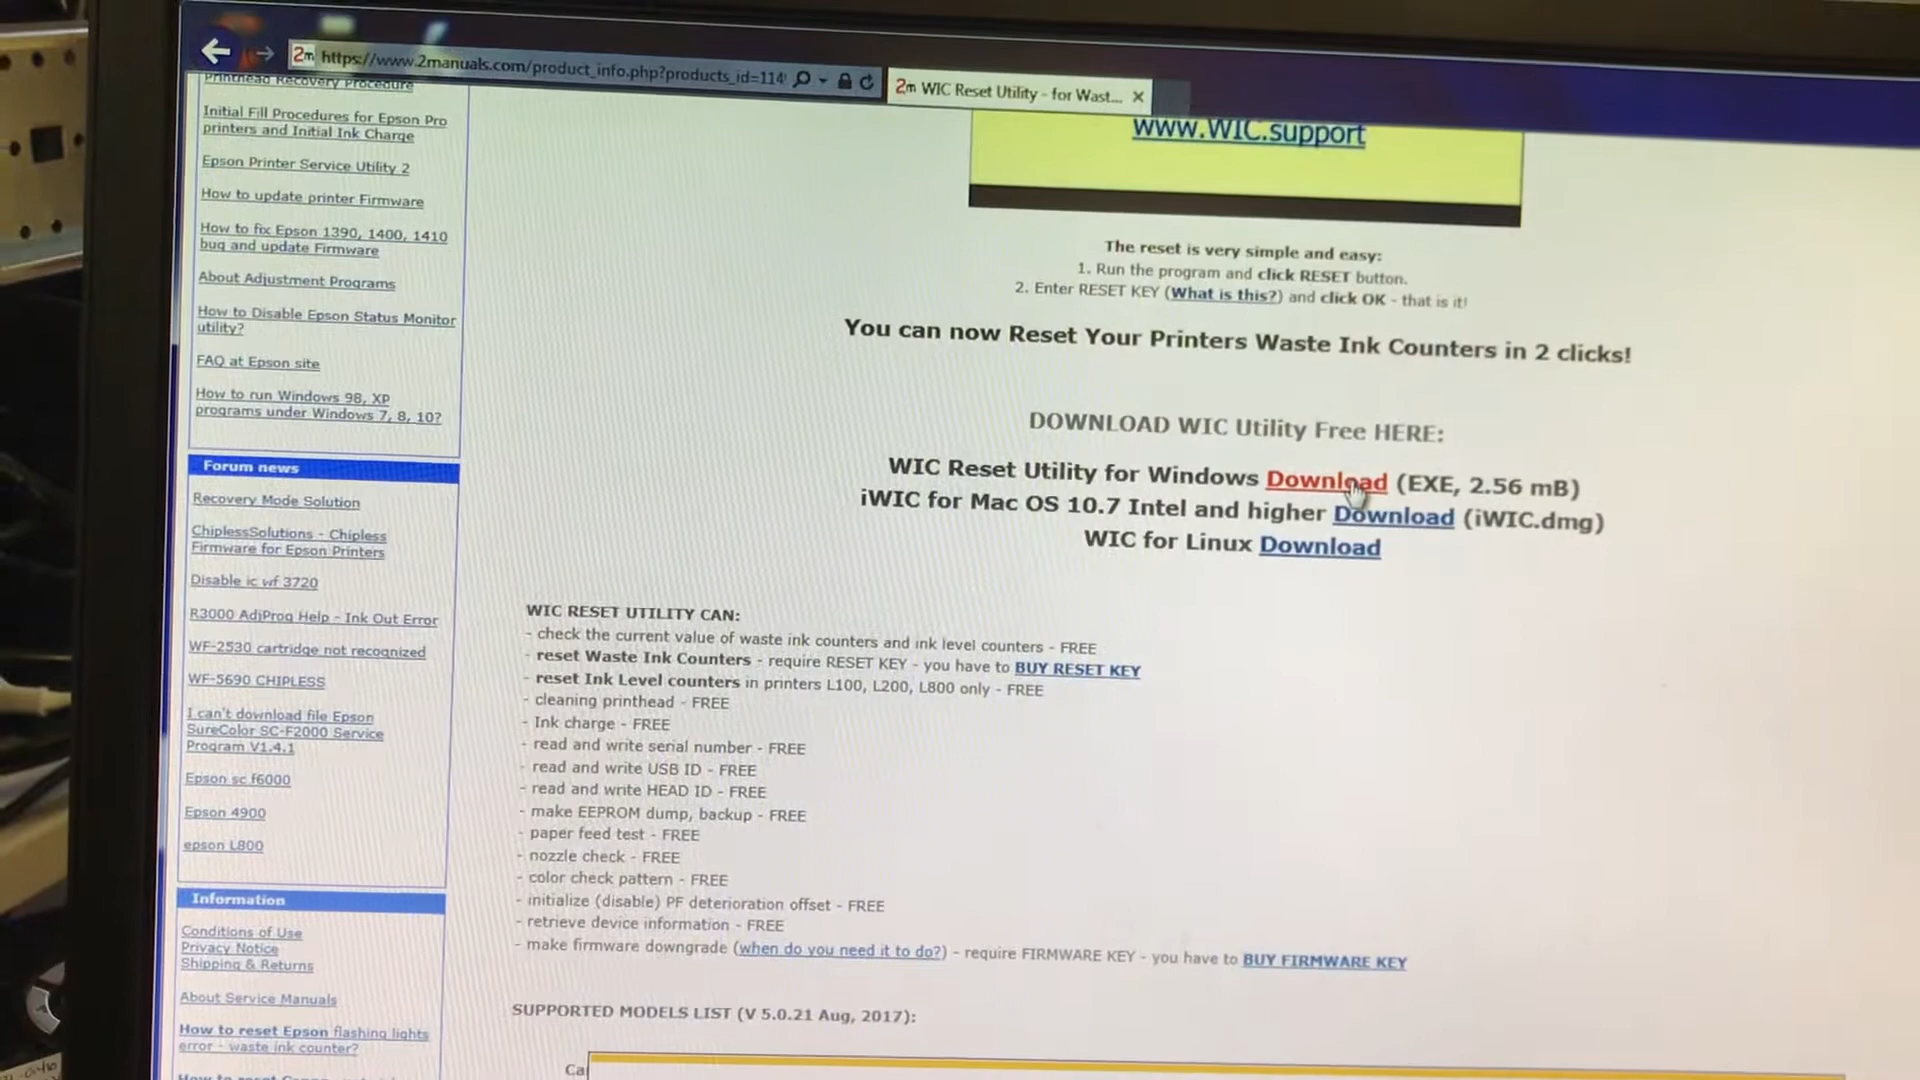 2m https://www.2manuals.com/product_info.php?products_id=114
2m WIC Reset Utility - for Wast... ×
Printhead Recovery Procedure
Initial Fill Procedures for Epson Pro
printers and Initial Ink Charge
Epson Printer Service Utility 2
How to update printer Firmware
How to fix Epson 1390, 1400, 1410
bug and update Firmware
About Adjustment Programs
How to Disable Epson Status Monitor
utility?
FAQ at Epson site
How to run Windows 98, XP
programs under Windows 7, 8, 10?
Forum news
Recovery Mode Solution
ChiplessSolutions - Chipless
Firmware for Epson Printers
Disable ic wf 3720
R3000 AdjProg Help - Ink Out Error
WF-2530 cartridge not recognized
WF-5690 CHIPLESS
I can't download file Epson
SureColor SC-F2000 Service
Program V1.4.1
Epson sc f6000
Epson 4900
epson L800
Information
Conditions of Use
Privacy Notice
Shipping & Returns
About Service Manuals
How to reset Epson flashing lights
error - waste ink counter?
www.WIC.support
The reset is very simple and easy:
1. Run the program and click RESET button.
2. Enter RESET KEY (What is this?) and click OK - that is it!
You can now Reset Your Printers Waste Ink Counters in 2 clicks!
DOWNLOAD WIC Utility Free HERE:
WIC Reset Utility for Windows Download (EXE, 2.56 mB)
iWIC for Mac OS 10.7 Intel and higher Download (iWIC.dmg)
WIC for Linux Download
WIC RESET UTILITY CAN:
- check the current value of waste ink counters and ink level counters - FREE
- reset Waste Ink Counters - require RESET KEY - you have to BUY RESET KEY
- reset Ink Level counters in printers L100, L200, L800 only - FREE
- cleaning printhead - FREE
- Ink charge - FREE
- read and write serial number - FREE
- read and write USB ID - FREE
- read and write HEAD ID - FREE
- make EEPROM dump, backup - FREE
- paper feed test - FREE
- nozzle check - FREE
- color check pattern - FREE
- initialize (disable) PF deterioration offset - FREE
- retrieve device information - FREE
- make firmware downgrade (when do you need it to do?) - require FIRMWARE KEY - you have to BUY FIRMWARE KEY
SUPPORTED MODELS LIST (V 5.0.21 Aug, 2017):